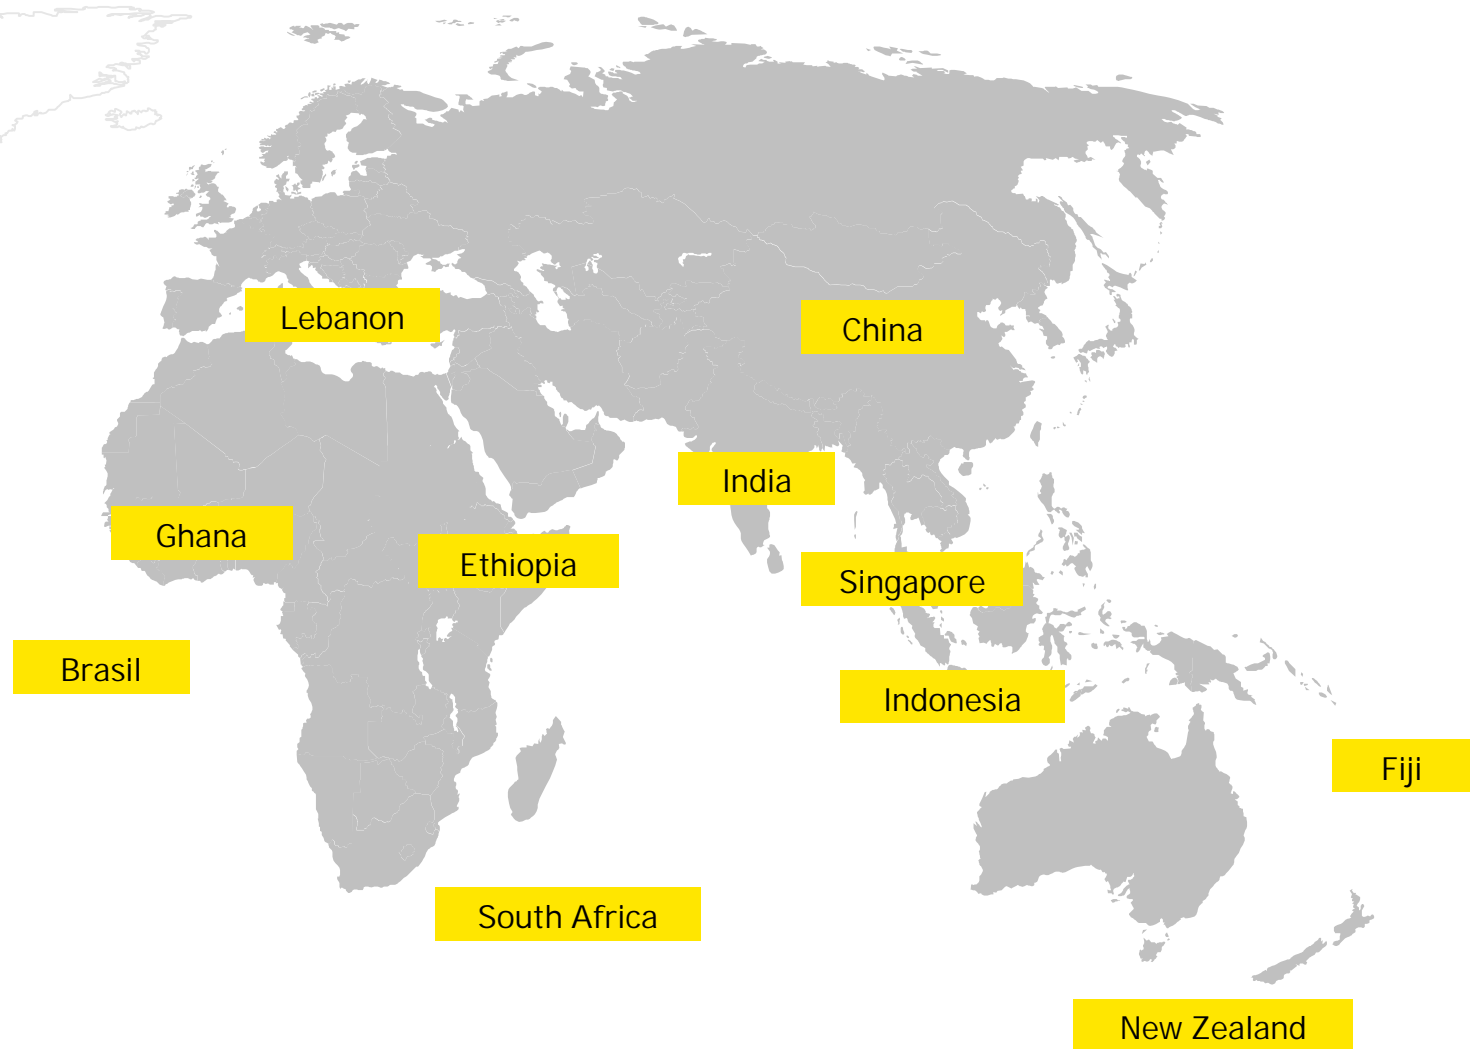 Lebanon
China
India
Ghana
Ethiopia
Singapore
Brasil
Indonesia
Fiji
South Africa
New Zealand